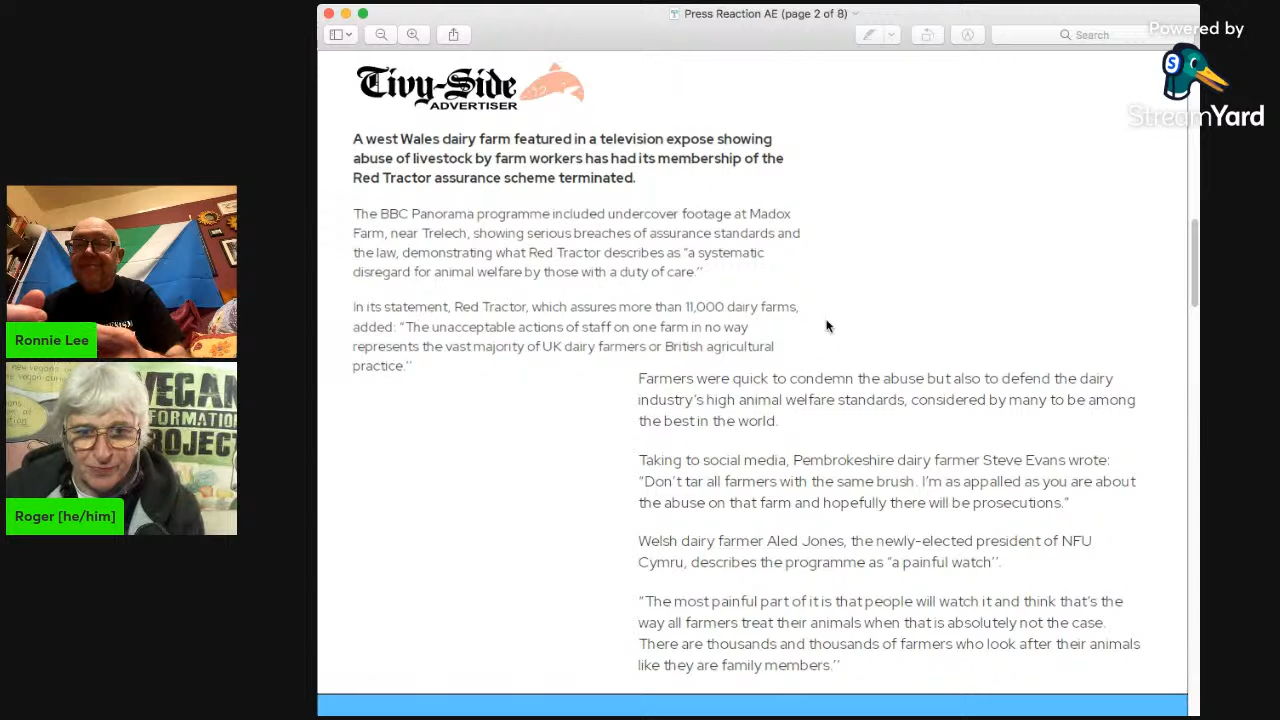 Press Reaction AE (page 2 of 8)
Search
Powered by
StreamYard
Tivy-Side
ADVERTISER
A west Wales dairy farm featured in a television expose showing
abuse of livestock by farm workers has had its membership of the
Red Tractor assurance scheme terminated.
The BBC Panorama programme included undercover footage at Madox
Farm, near Trelech, showing serious breaches of assurance standards and
the law, demonstrating what Red Tractor describes as “a systematic
disregard for animal welfare by those with a duty of care.’’
In its statement, Red Tractor, which assures more than 11,000 dairy farms,
added: “The unacceptable actions of staff on one farm in no way
represents the vast majority of UK dairy farmers or British agricultural
practice.’’
Farmers were quick to condemn the abuse but also to defend the dairy
industry’s high animal welfare standards, considered by many to be among
the best in the world.
Taking to social media, Pembrokeshire dairy farmer Steve Evans wrote:
“Don’t tar all farmers with the same brush. I’m as appalled as you are about
the abuse on that farm and hopefully there will be prosecutions.”
Welsh dairy farmer Aled Jones, the newly-elected president of NFU
Cymru, describes the programme as “a painful watch’’.
“The most painful part of it is that people will watch it and think that’s the
way all farmers treat their animals when that is absolutely not the case.
There are thousands and thousands of farmers who look after their animals
like they are family members.’’
Ronnie Lee
VEGAN
FORMATION
ROJECT
Roger [he/him]